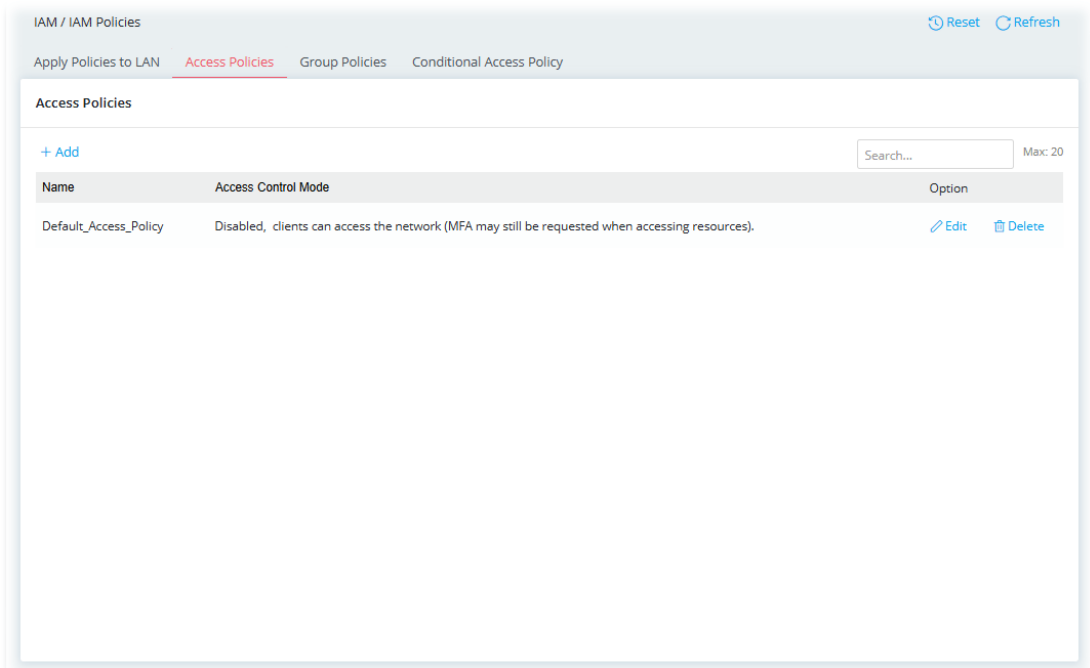 IAM / IAM Policies Reset Refresh
Apply Policies to LAN Access Policies Group Policies Conditional Access Policy
Access Policies
+ Add Search... Max: 20
Name Access Control Mode Option
Default_Access_Policy Disabled, clients can access the network (MFA may still be requested when accessing resources). Edit Delete